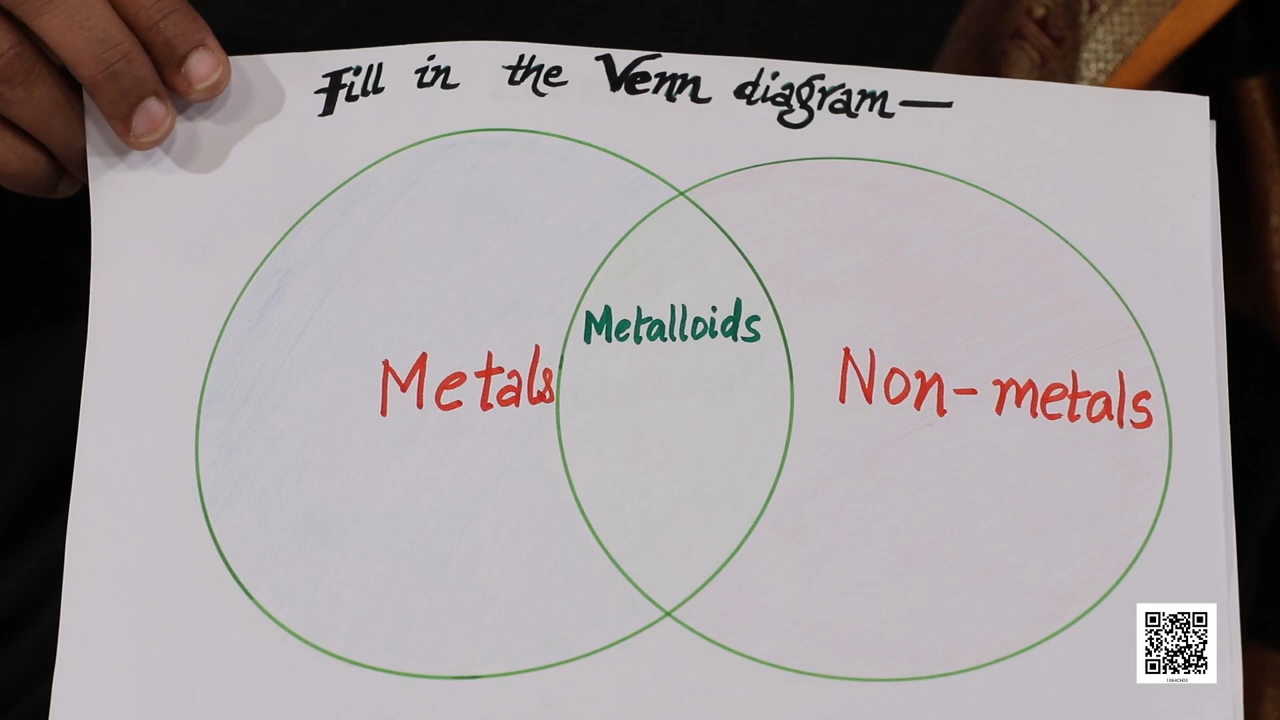 Fill in the Venn diagram—
Metalloids
Metals
Non-metals